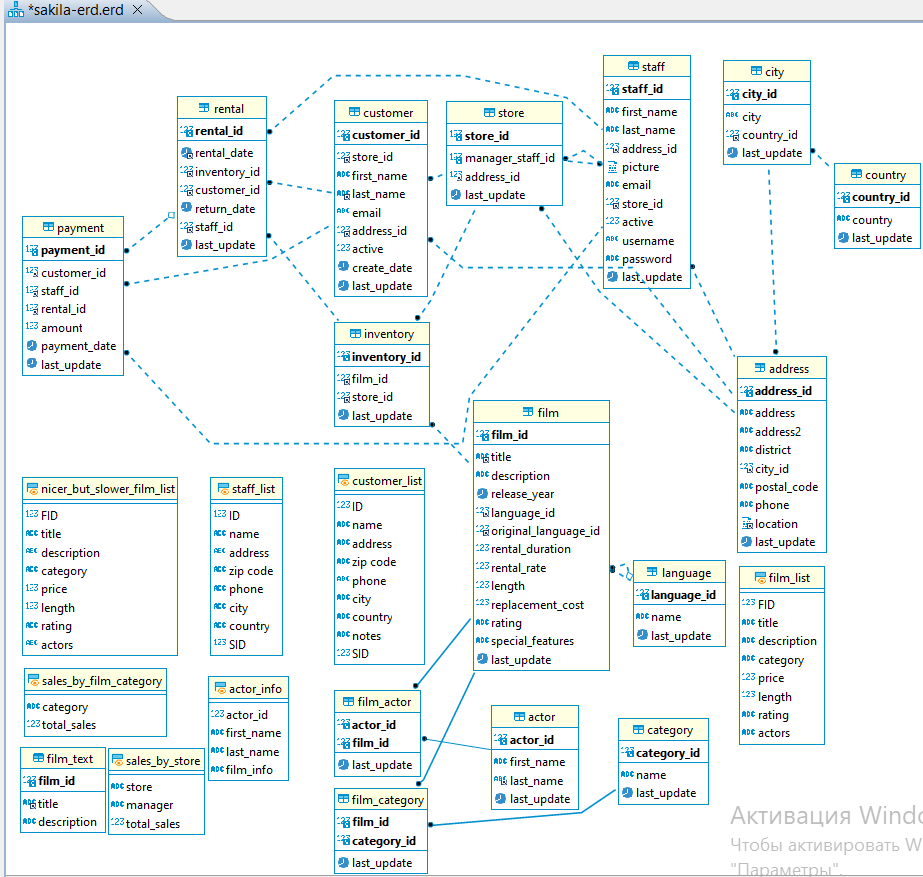 *sakila-erd.erd
rental
rental_id
rental_date
inventory_id
customer_id
return_date
staff_id
last_update
customer
customer_id
store_id
first_name
last_name
email
address_id
active
create_date
last_update
store
store_id
manager_staff_id
address_id
last_update
staff
staff_id
first_name
last_name
address_id
picture
email
store_id
active
username
password
last_update
city
city_id
city
country_id
last_update
country
country_id
country
last_update
payment
payment_id
customer_id
staff_id
rental_id
amount
payment_date
last_update
inventory
inventory_id
film_id
store_id
last_update
film
film_id
title
description
release_year
language_id
original_language_id
rental_duration
rental_rate
length
replacement_cost
rating
special_features
last_update
address
address_id
address
address2
district
city_id
postal_code
phone
location
last_update
nicer_but_slower_film_list
FID
title
description
category
price
length
rating
actors
staff_list
ID
name
address
zip code
phone
city
country
SID
customer_list
ID
name
address
zip code
phone
city
country
notes
SID
language
language_id
name
last_update
film_list
FID
title
description
category
price
length
rating
actors
sales_by_film_category
category
total_sales
actor_info
actor_id
first_name
last_name
film_info
film_actor
actor_id
film_id
last_update
actor
actor_id
first_name
last_name
last_update
category
category_id
name
last_update
film_text
film_id
title
description
sales_by_store
store
manager
total_sales
film_category
film_id
category_id
last_update
Активация Windo
Чтобы активировать W
"Параметры".